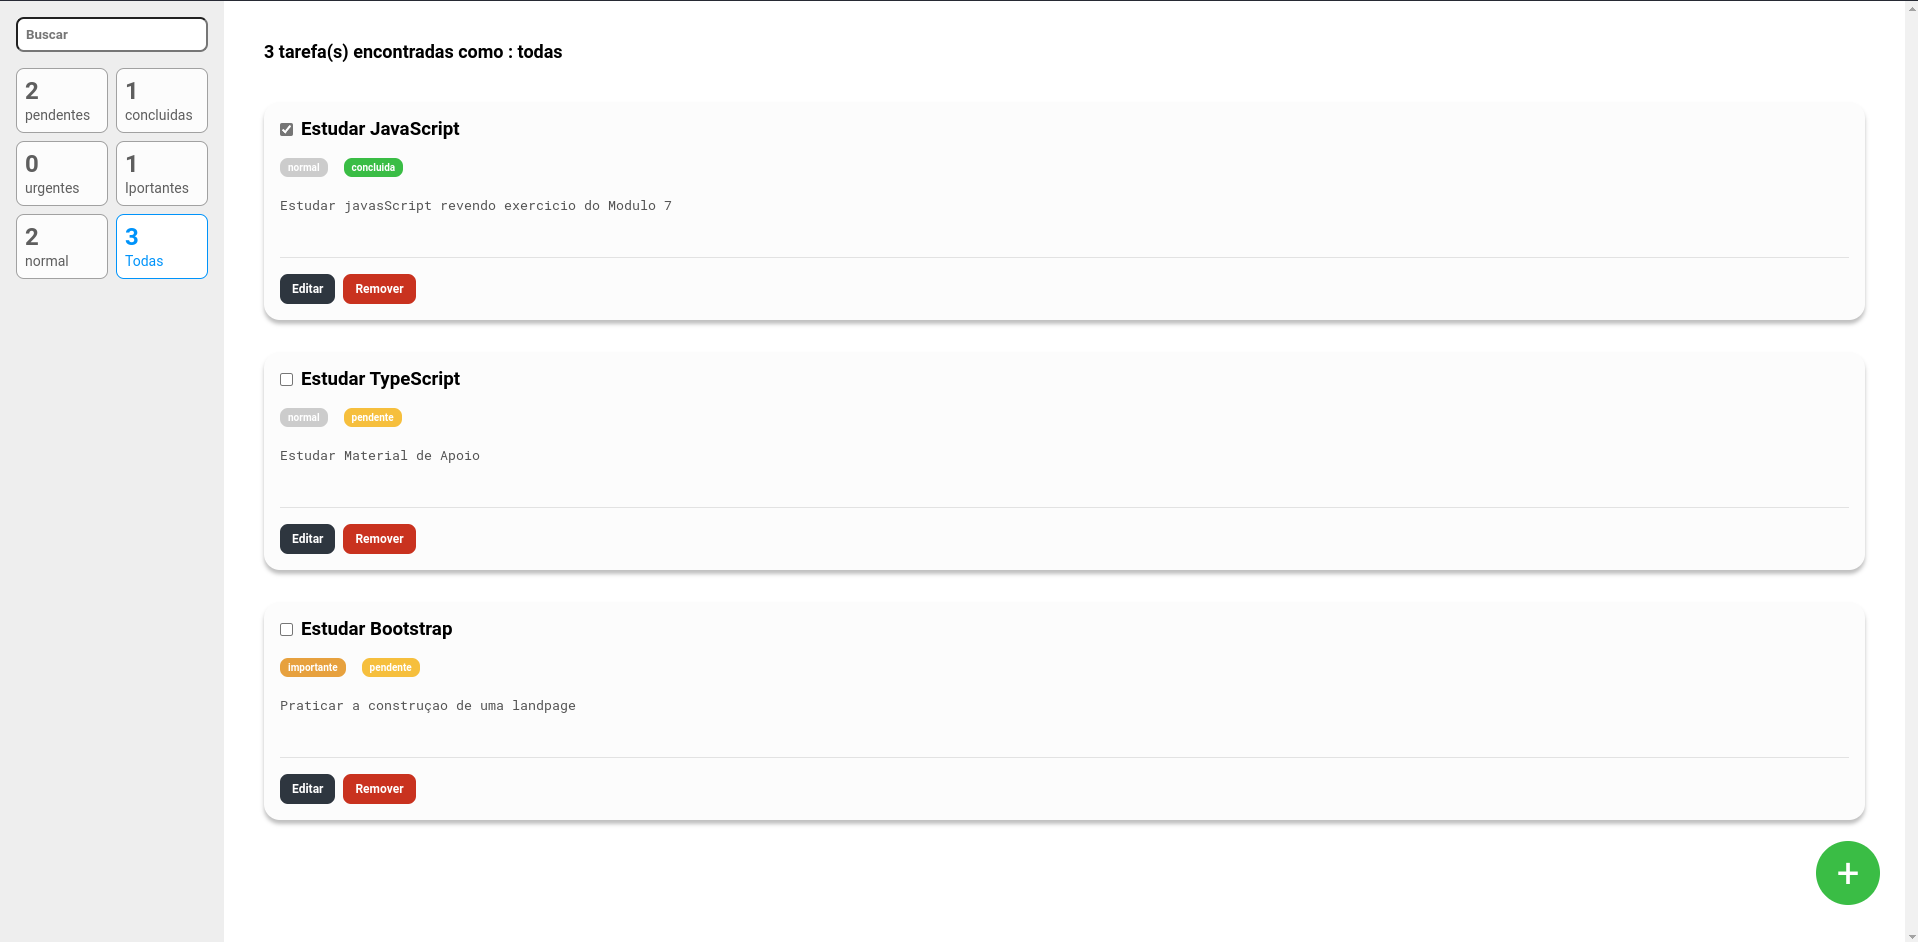 Buscar
2
pendentes
1
concluidas
0
urgentes
1
Iportantes
2
normal
3
Todas
3 tarefa(s) encontradas como : todas
Estudar JavaScript
normal concluida
Estudar javasScript revendo exercicio do Modulo 7
Editar Remover
Estudar TypeScript
normal pendente
Estudar Material de Apoio
Editar Remover
Estudar Bootstrap
importante pendente
Praticar a construçao de uma landpage
Editar Remover
+